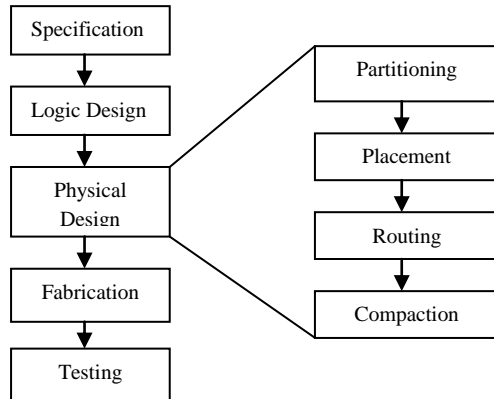 Specification
Logic Design
Physical
Design
Fabrication
Testing
Partitioning
Placement
Routing
Compaction